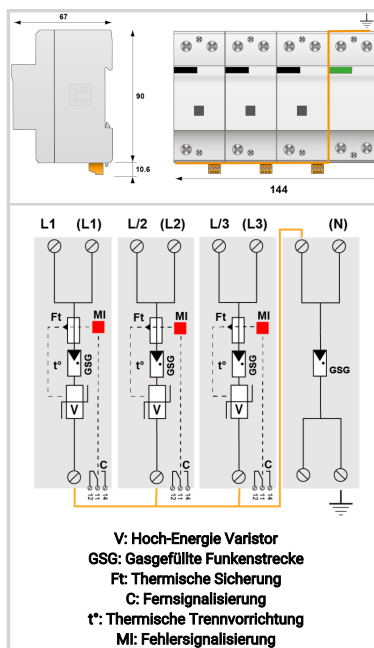 67
90
10.6
144
L1 (L1) L/2 (L2) L/3 (L3) (N)
Ft MI Ft MI Ft MI
t° GSG t° GSG t° GSG GSG
V V V
C C C
12 11 14 12 11 14 12 11 14
V: Hoch-Energie Varistor
GSG: Gasgefüllte Funkenstrecke
Ft: Thermische Sicherung
C: Fernsignalisierung
t°: Thermische Trennvorrichtung
MI: Fehlersignalisierung